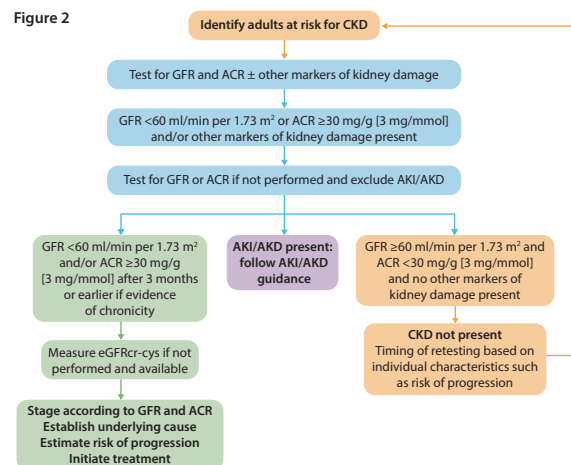 Figure 2
Identify adults at risk for CKD
Test for GFR and ACR ± other markers of kidney damage
GFR <60 ml/min per 1.73 m² or ACR ≥30 mg/g [3 mg/mmol]
and/or other markers of kidney damage present
Test for GFR or ACR if not performed and exclude AKI/AKD
GFR <60 ml/min per 1.73 m²
and/or ACR ≥30 mg/g
[3 mg/mmol] after 3 months
or earlier if evidence
of chronicity
AKI/AKD present:
follow AKI/AKD
guidance
GFR ≥60 ml/min per 1.73 m² and
ACR <30 mg/g [3 mg/mmol]
and no other markers of
kidney damage present
Measure eGFRcr-cys if not
performed and available
CKD not present
Timing of retesting based on
individual characteristics such
as risk of progression
Stage according to GFR and ACR
Establish underlying cause
Estimate risk of progression
Initiate treatment